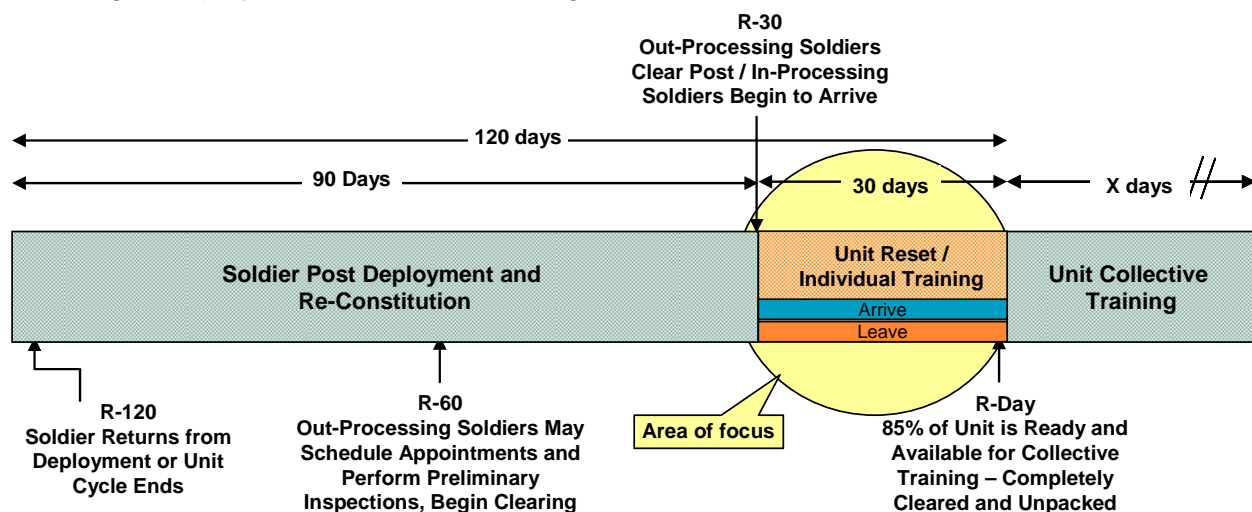 R-30
Out-Processing Soldiers
Clear Post / In-Processing
Soldiers Begin to Arrive
120 days
90 Days
30 days
X days
Soldier Post Deployment and
Re-Constitution
Unit Reset /
Individual Training
Arrive
Leave
Unit Collective
Training
R-120
Soldier Returns from
Deployment or Unit
Cycle Ends
R-60
Out-Processing Soldiers May
Schedule Appointments and
Perform Preliminary
Inspections, Begin Clearing
Area of focus
R-Day
85% of Unit is Ready and
Available for Collective
Training – Completely
Cleared and Unpacked